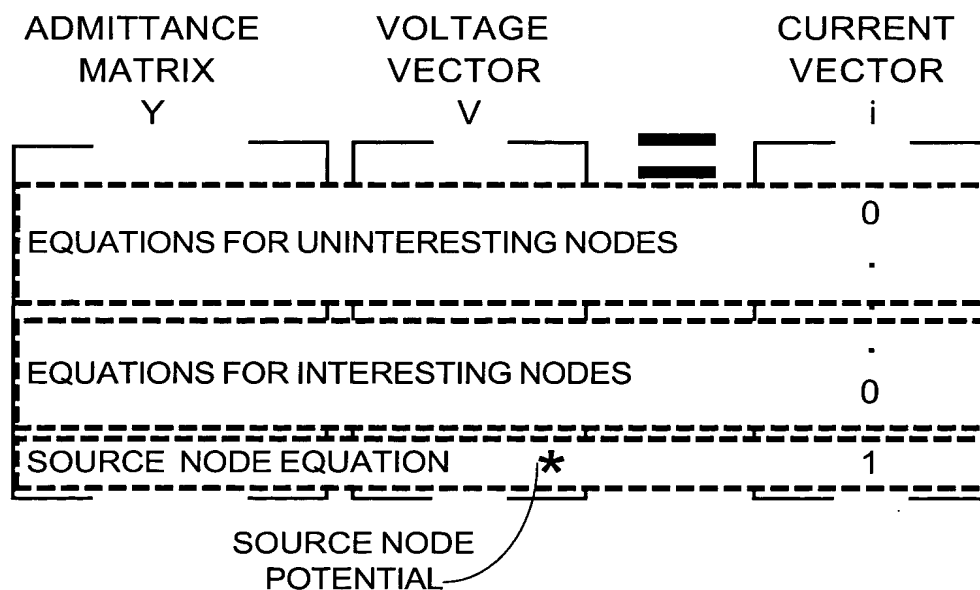 ADMITTANCE MATRIX Y
VOLTAGE VECTOR V
CURRENT VECTOR i
=
0
EQUATIONS FOR UNINTERESTING NODES
.
.
.
EQUATIONS FOR INTERESTING NODES
0
SOURCE NODE EQUATION * 1
SOURCE NODE
POTENTIAL